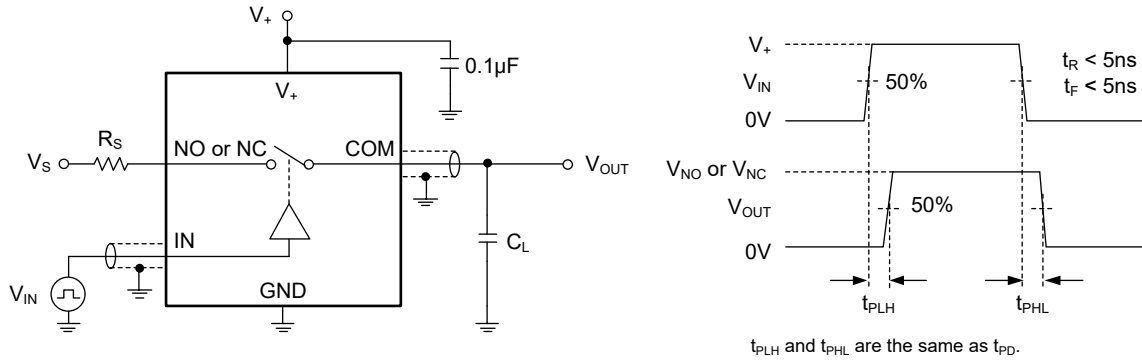 V+
0.1µF
V+
RS
VS
NO or NC
COM
VOUT
IN
CL
VIN
GND
V+
VIN
0V
50%
tR < 5ns
tF < 5ns
VNO or VNC
VOUT
0V
50%
tPLH
tPHL
tPLH and tPHL are the same as tPD.